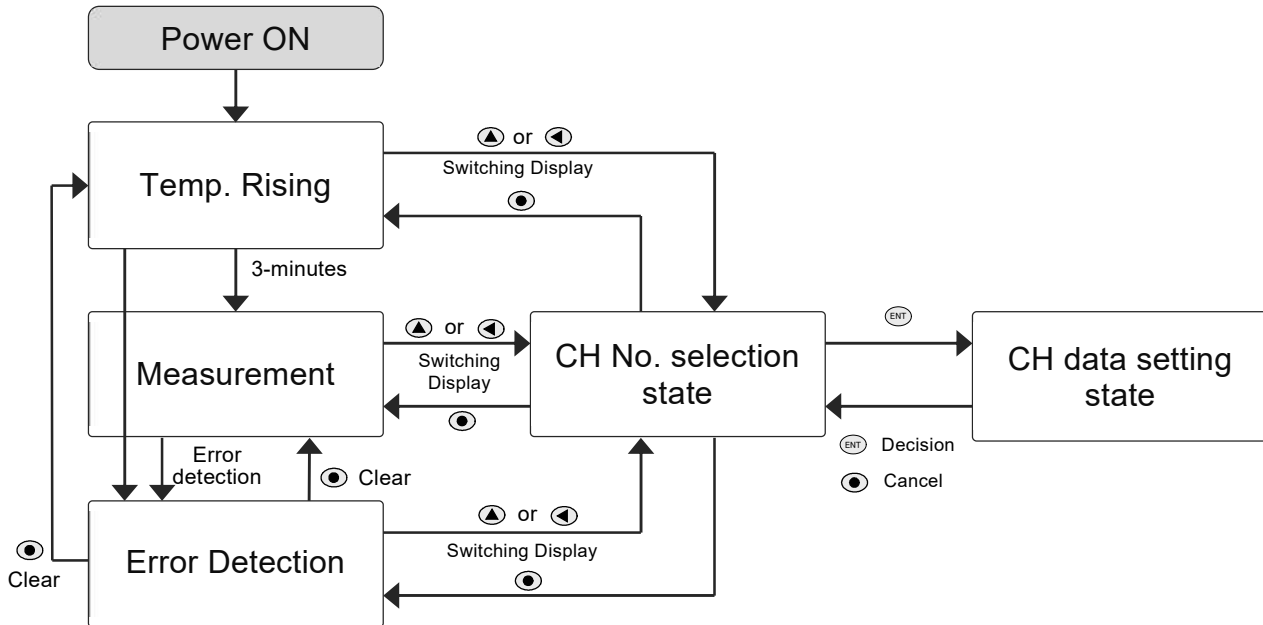 Power ON
or
Switching Display
Temp. Rising
3-minutes
or
Switching
Display
ENT
Measurement
CH No. selection
state
CH data setting
state
Error
detection
Clear
ENT Decision
Cancel
or
Switching Display
Error Detection
Clear